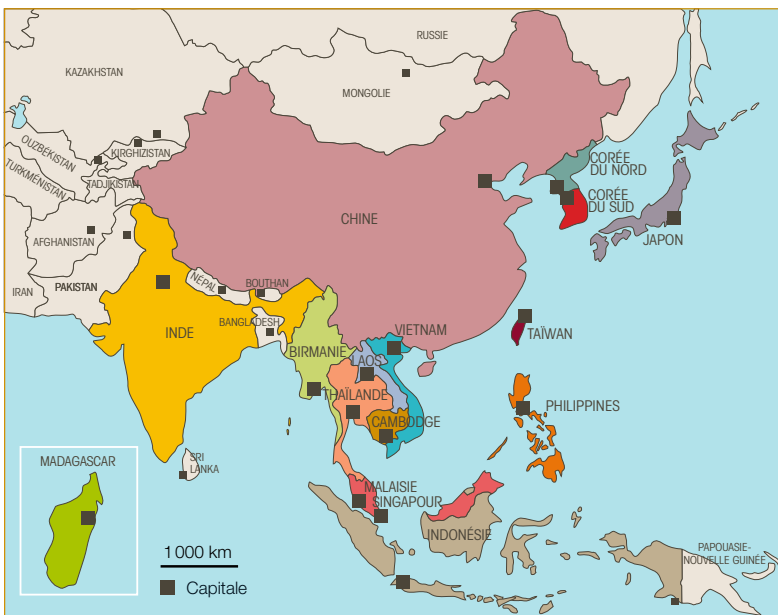 RUSSIE
KAZAKHSTAN
MONGOLIE
OUZBÉKISTAN
KIRGHIZISTAN
TURKMÉNISTAN
TADJIKISTAN
CORÉE
DU NORD
CORÉE
DU SUD
CHINE
JAPON
AFGHANISTAN
IRAN
PAKISTAN
NÉPAL
BOUTHAN
BANGLADESH
INDE
BIRMANIE
VIETNAM
TAÏWAN
LAOS
THAÏLANDE
CAMBODGE
PHILIPPINES
SRI
LANKA
MADAGASCAR
MALAISIE
SINGAPOUR
INDONÉSIE
PAPOUASIE-
NOUVELLE GUINÉE
1 000 km
Capitale